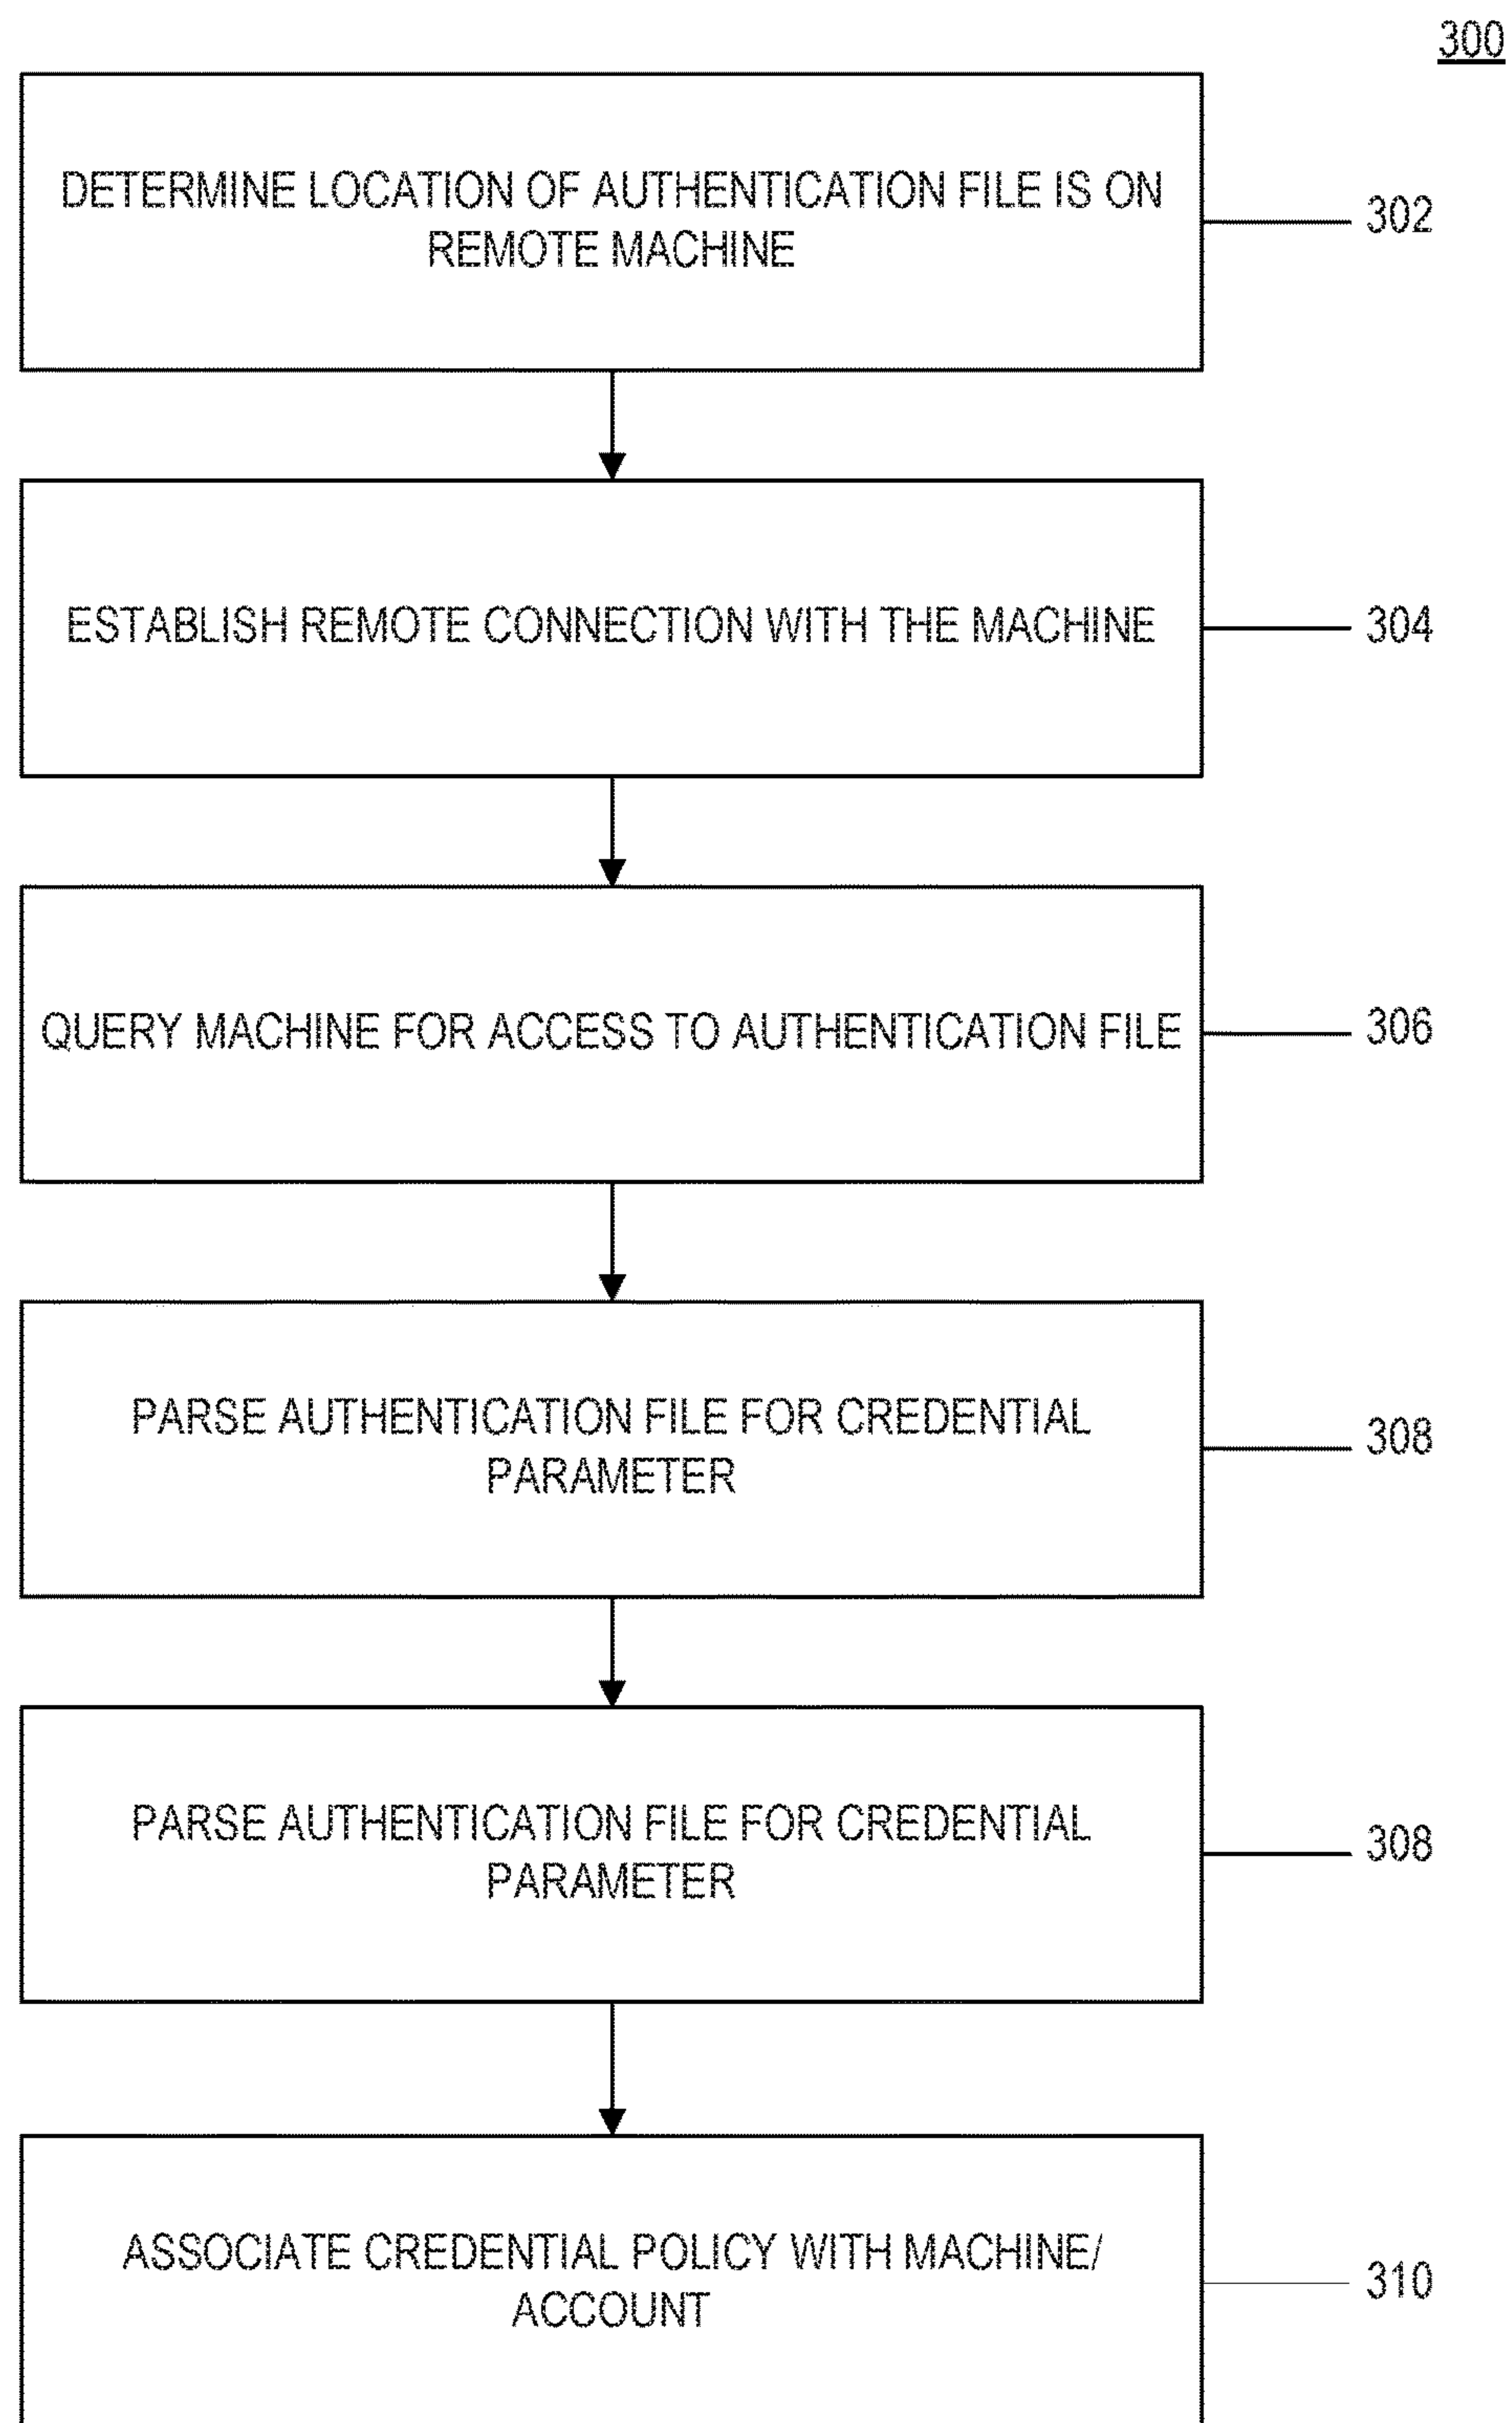 300
DETERMINE LOCATION OF AUTHENTICATION FILE IS ON
REMOTE MACHINE
302
ESTABLISH REMOTE CONNECTION WITH THE MACHINE
304
QUERY MACHINE FOR ACCESS TO AUTHENTICATION FILE
306
PARSE AUTHENTICATION FILE FOR CREDENTIAL
PARAMETER
308
PARSE AUTHENTICATION FILE FOR CREDENTIAL
PARAMETER
308
ASSOCIATE CREDENTIAL POLICY WITH MACHINE/
ACCOUNT
310